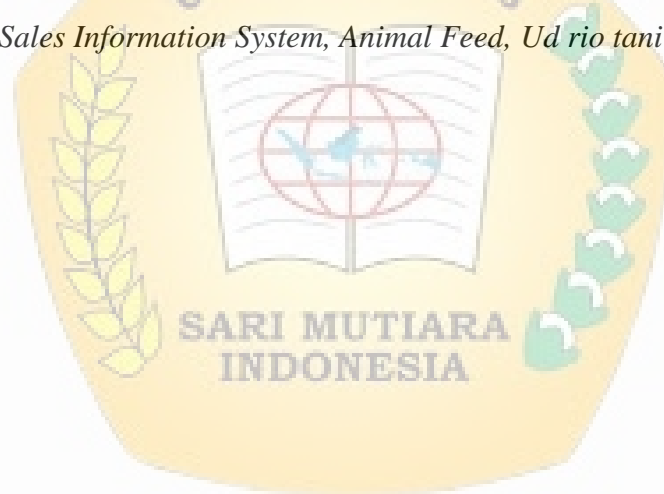 Sales Information System, Animal Feed, Ud rio tani
SARI MUTIARA
INDONESIA